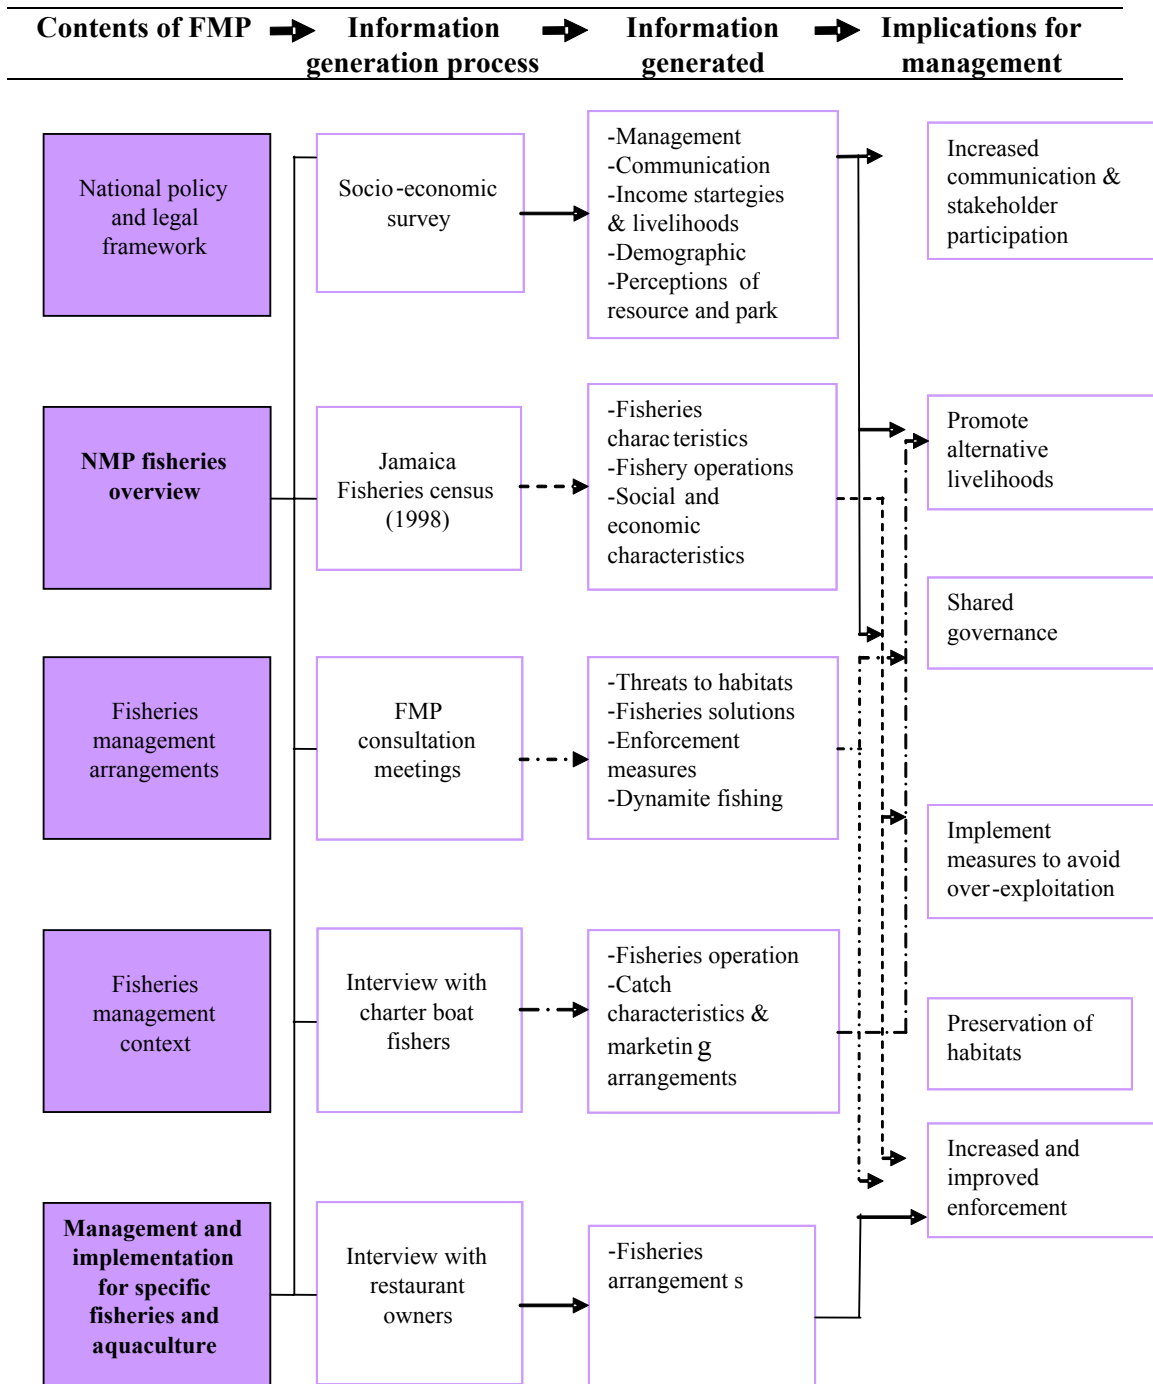 Contents of FMP
Information
generation process
Information
generated
Implications for
management
National policy
and legal
framework
Socio-economic
survey
-Management
-Communication
-Income startegies
& livelihoods
-Demographic
-Perceptions of
resource and park
Increased
communication &
stakeholder
participation
NMP fisheries
overview
Jamaica
Fisheries census
(1998)
-Fisheries
characteristics
-Fishery operations
-Social and
economic
characteristics
Promote
alternative
livelihoods
Shared
governance
Fisheries
management
arrangements
FMP
consultation
meetings
-Threats to habitats
-Fisheries solutions
-Enforcement
measures
-Dynamite fishing
Implement
measures to avoid
over-exploitation
Fisheries
management
context
Interview with
charter boat
fishers
-Fisheries operation
-Catch
characteristics &
marketin g
arrangements
Preservation of
habitats
Increased and
improved
enforcement
Management and
implementation
for specific
fisheries and
aquaculture
Interview with
restaurant
owners
-Fisheries
arrangement s